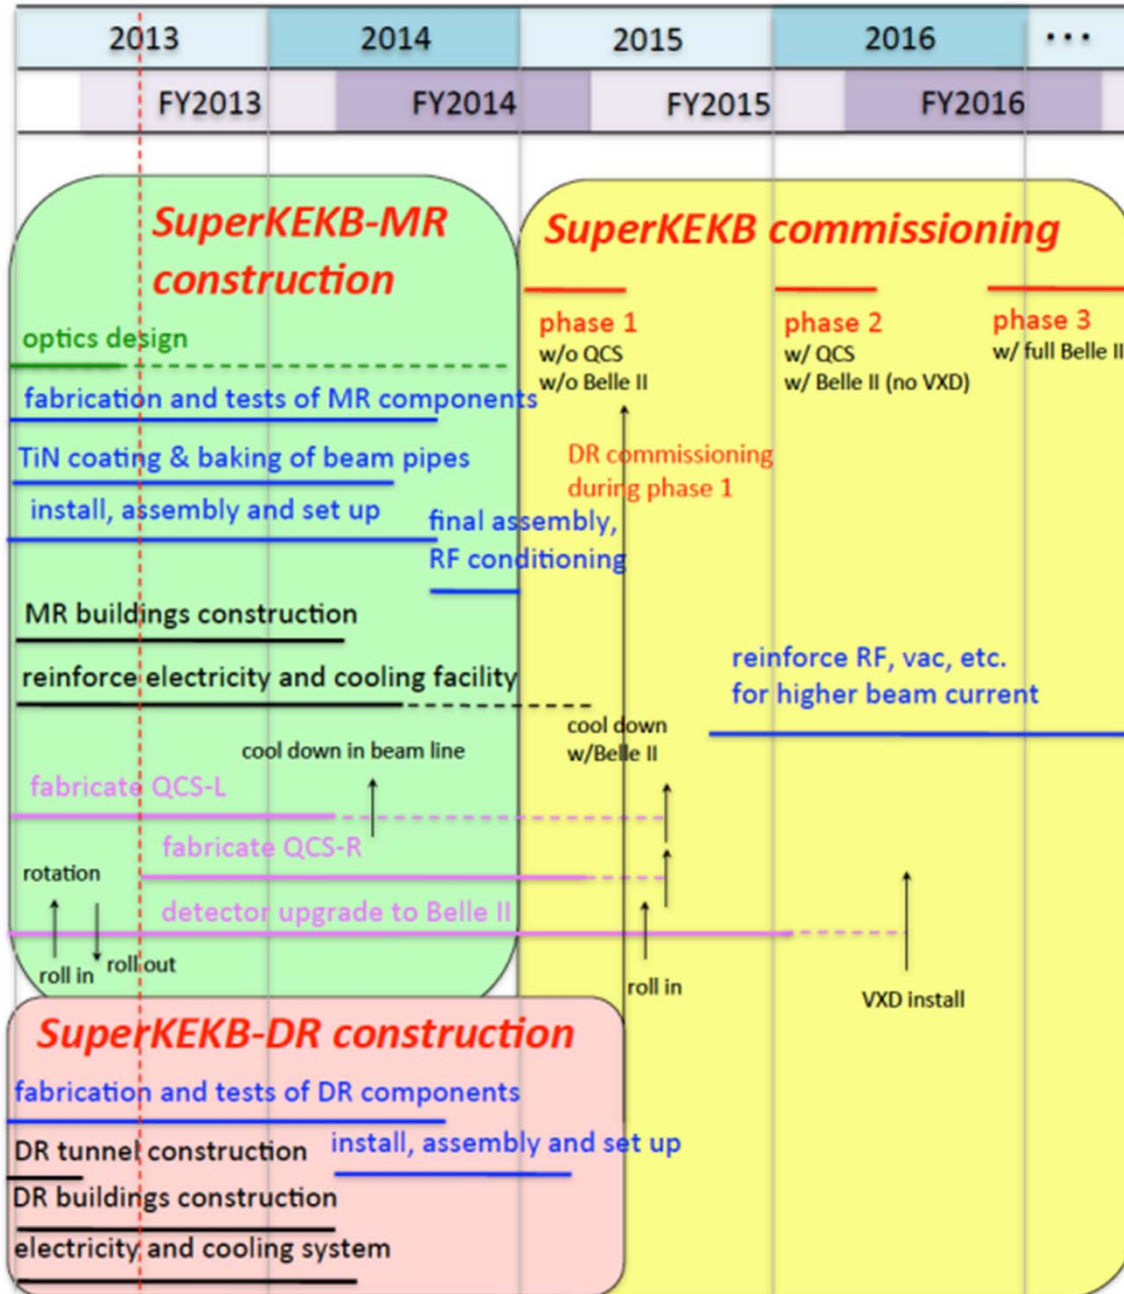 2013 2014 2015 2016 ...
FY2013 FY2014 FY2015 FY2016
SuperKEKB-MR
construction
optics design
fabrication and tests of MR components
TiN coating & baking of beam pipes
install, assembly and set up
final assembly,
RF conditioning
MR buildings construction
reinforce electricity and cooling facility
cool down in beam line
fabricate QCS-L
fabricate QCS-R
rotation
detector upgrade to Belle II
roll in
roll out
SuperKEKB commissioning
phase 1
w/o QCS
w/o Belle II
phase 2
w/ QCS
w/ Belle II (no VXD)
phase 3
w/ full Belle II
DR commissioning
during phase 1
reinforce RF, vac, etc.
for higher beam current
cool down
w/Belle II
roll in
VXD install
SuperKEKB-DR construction
fabrication and tests of DR components
DR tunnel construction
install, assembly and set up
DR buildings construction
electricity and cooling system